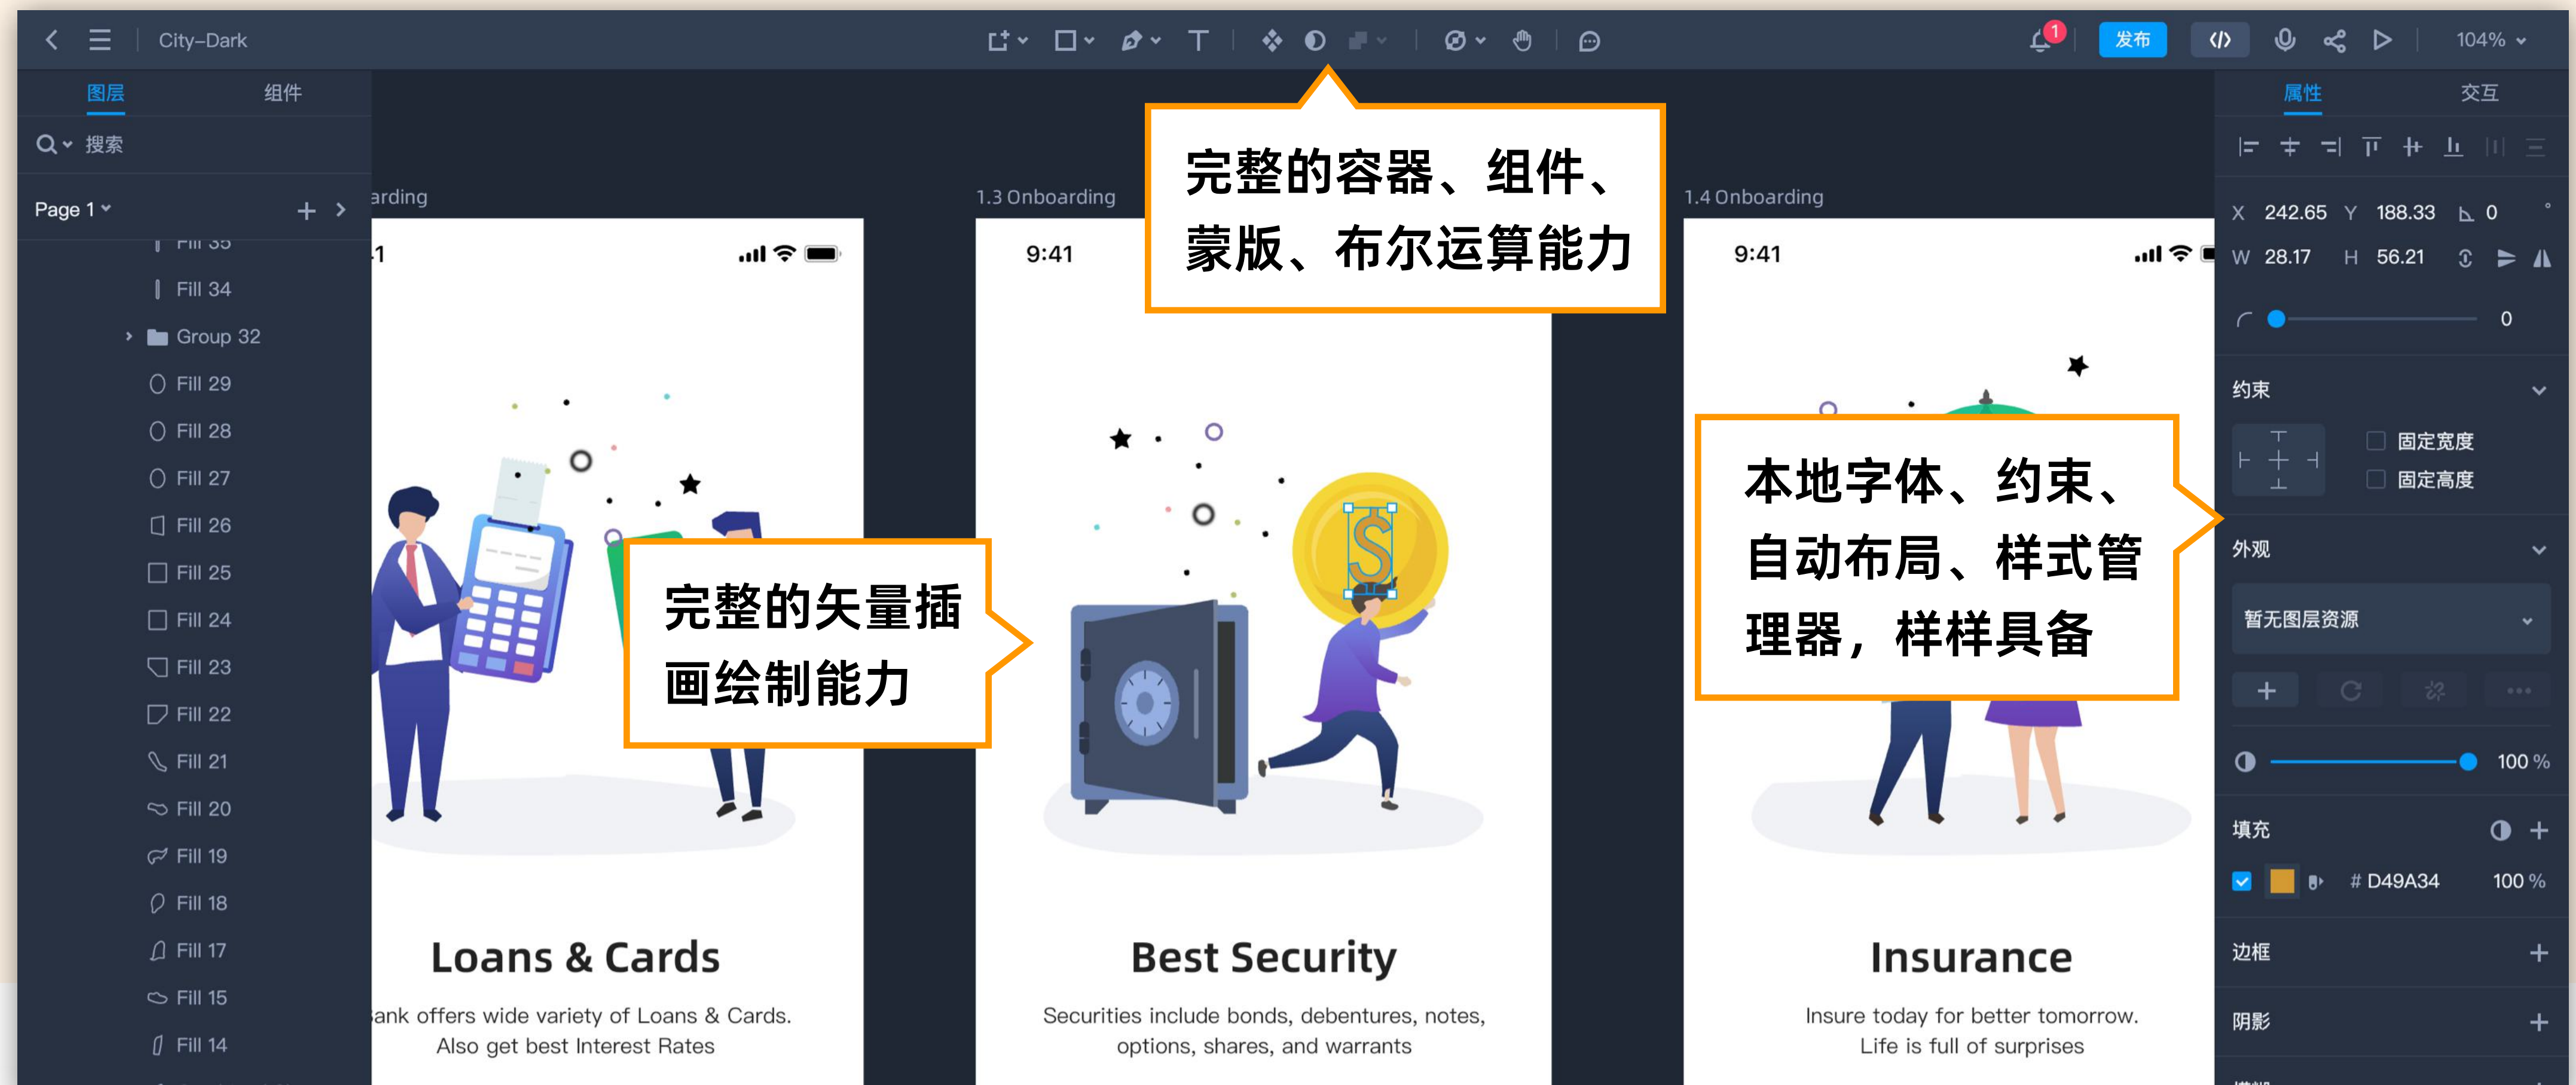 City-Dark
1
发布
104%
图层
组件
搜索
Page 1
Fill 35
Fill 34
Group 32
Fill 29
Fill 28
Fill 27
Fill 26
Fill 25
Fill 24
Fill 23
Fill 22
Fill 21
Fill 20
Fill 19
Fill 18
Fill 17
Fill 15
Fill 14
arding
Loans & Cards
ank offers wide variety of Loans & Cards.
Also get best Interest Rates
完整的矢量插
画绘制能力
1.3 Onboarding
9:41
完整的容器、组件、
蒙版、布尔运算能力
Best Security
Securities include bonds, debentures, notes,
options, shares, and warrants
1.4 Onboarding
9:41
本地字体、约束、
自动布局、样式管
理器，样样具备
Insurance
Insure today for better tomorrow.
Life is full of surprises
属性
交互
X 242.65 Y 188.33 0 °
W 28.17 H 56.21
0
约束
固定宽度
固定高度
外观
暂无图层资源
100 %
填充
# D49A34 100 %
边框
阴影